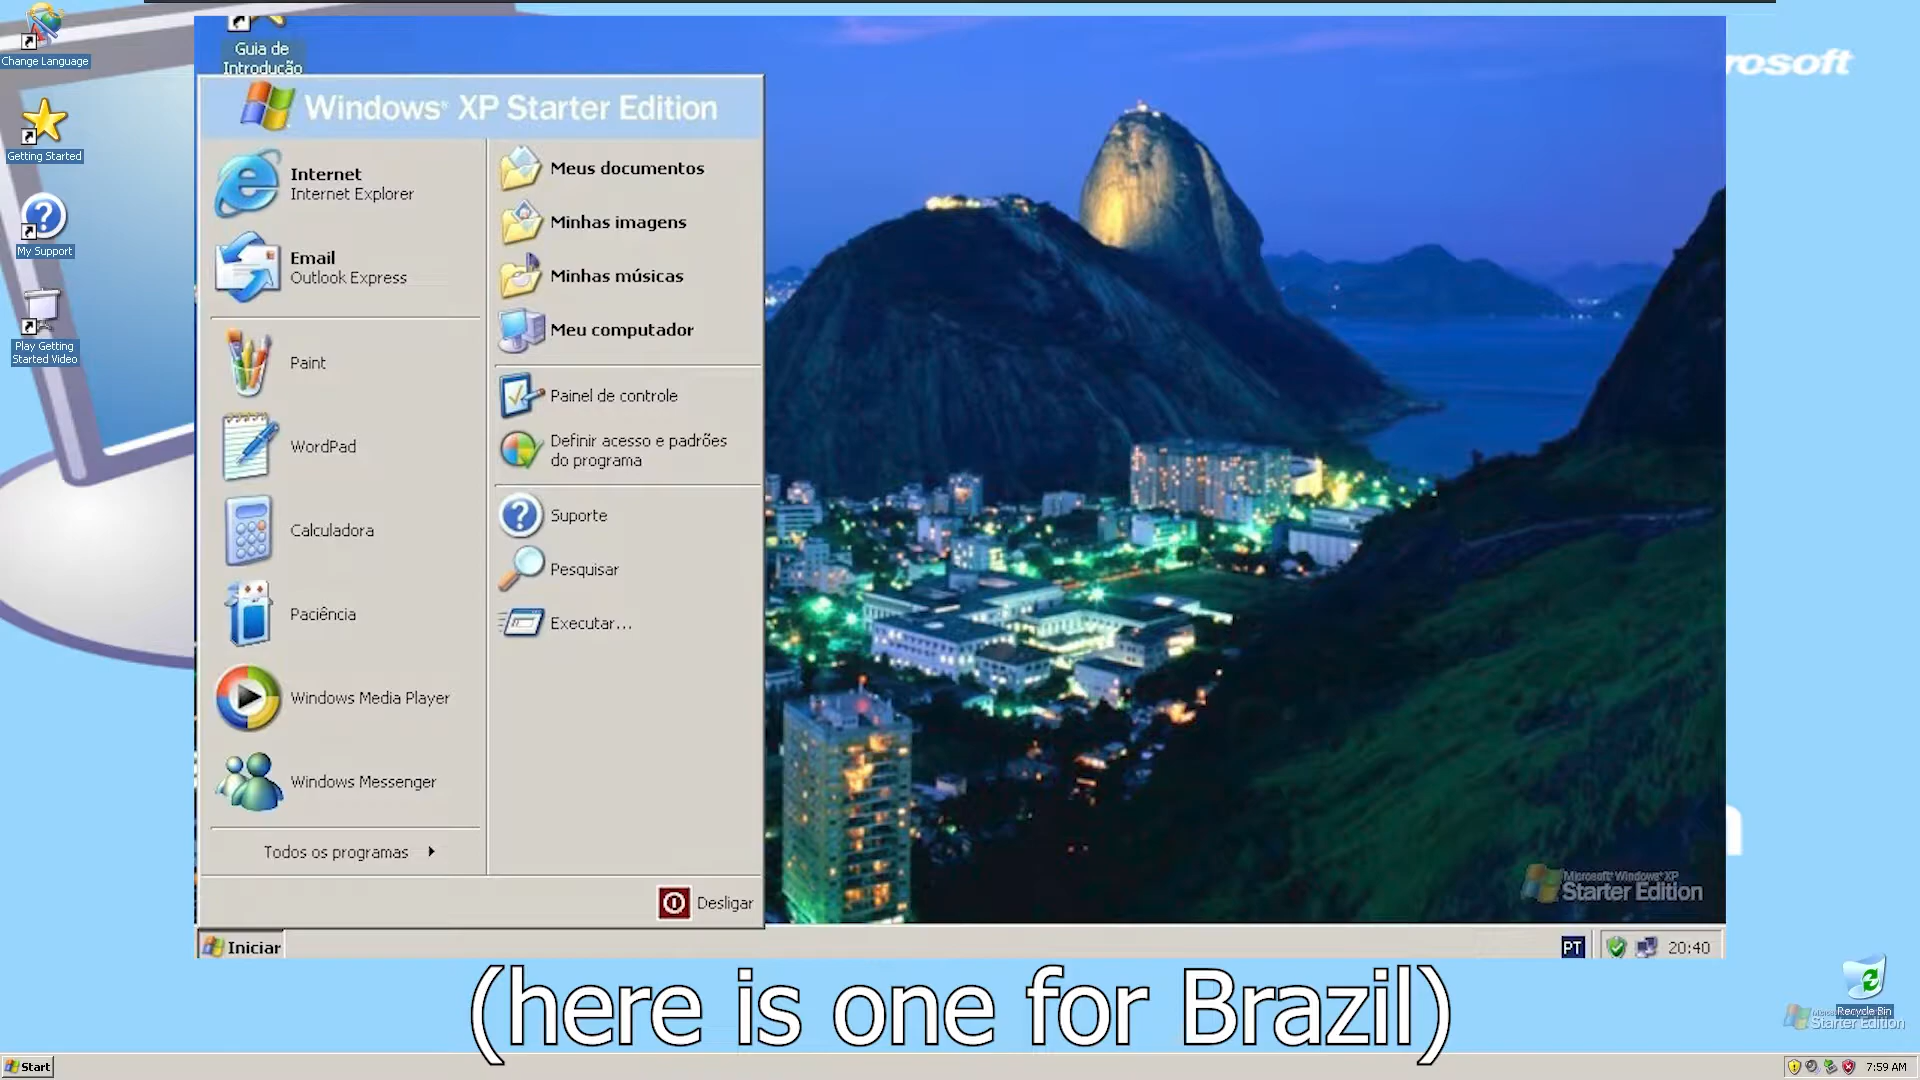 Change Language
Getting Started
My Support
Play Getting
Started Video
Guia de
Introdução
Windows® XP Starter Edition
Internet
Internet Explorer
Email
Outlook Express
Paint
WordPad
Calculadora
Paciência
Windows Media Player
Windows Messenger
Todos os programas
Meus documentos
Minhas imagens
Minhas músicas
Meu computador
Painel de controle
Definir acesso e padrões
do programa
Suporte
Pesquisar
Executar...
Desligar
Iniciar
rosoft
Microsoft® Windows® XP
Starter Edition
PT
20:40
(here is one for Brazil)
Recycle Bin
Starter Edition
Start
7:59 AM